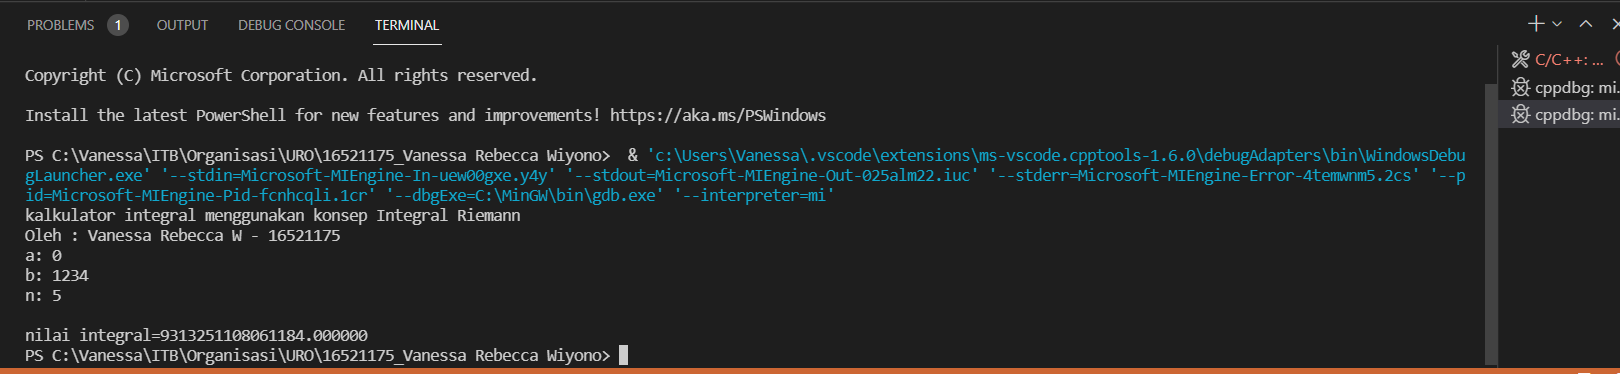 PROBLEMS 1 OUTPUT DEBUG CONSOLE TERMINAL
Copyright (C) Microsoft Corporation. All rights reserved.
Install the latest PowerShell for new features and improvements! https://aka.ms/PSWindows
PS C:\Vanessa\ITB\Organisasi\URO\16521175_Vanessa Rebecca Wiyono>  & 'c:\Users\Vanessa\.vscode\extensions\ms-vscode.cpptools-1.6.0\debugAdapters\bin\WindowsDebu
gLauncher.exe' '--stdin=Microsoft-MIEngine-In-uew00gxe.y4y' '--stdout=Microsoft-MIEngine-Out-025alm22.iuc' '--stderr=Microsoft-MIEngine-Error-4temwnm5.2cs' '--p
id=Microsoft-MIEngine-Pid-fcnhcqli.1cr' '--dbgExe=C:\MinGW\bin\gdb.exe' '--interpreter=mi'
kalkulator integral menggunakan konsep Integral Riemann
Oleh : Vanessa Rebecca W - 16521175
a: 0
b: 1234
n: 5
nilai integral=9313251108061184.000000
PS C:\Vanessa\ITB\Organisasi\URO\16521175_Vanessa Rebecca Wiyono>
C/C++: ...
cppdbg: mi.
cppdbg: mi.